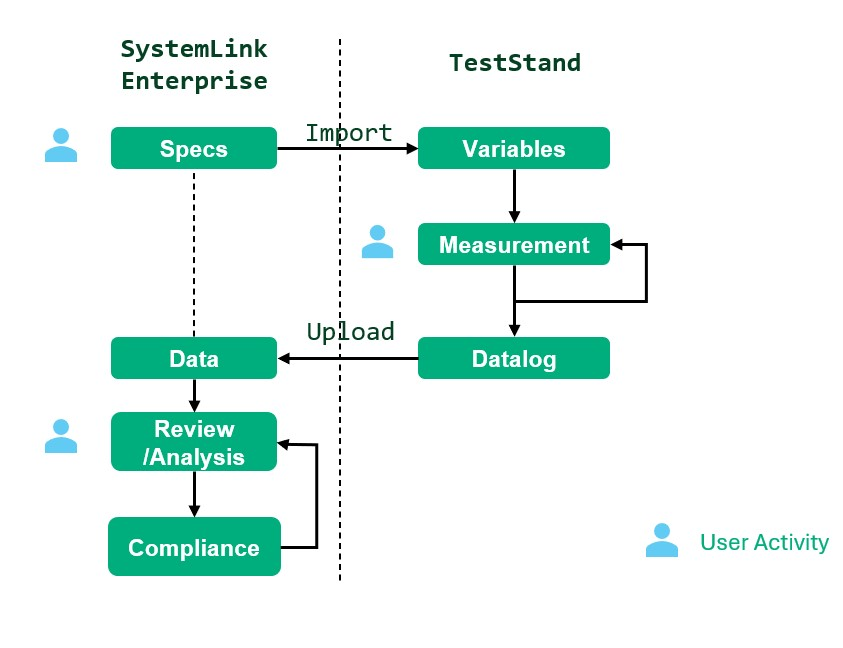 SystemLink
Enterprise
TestStand
Specs
Import
Variables
Measurement
Data
Upload
Datalog
Review
/Analysis
Compliance
User Activity